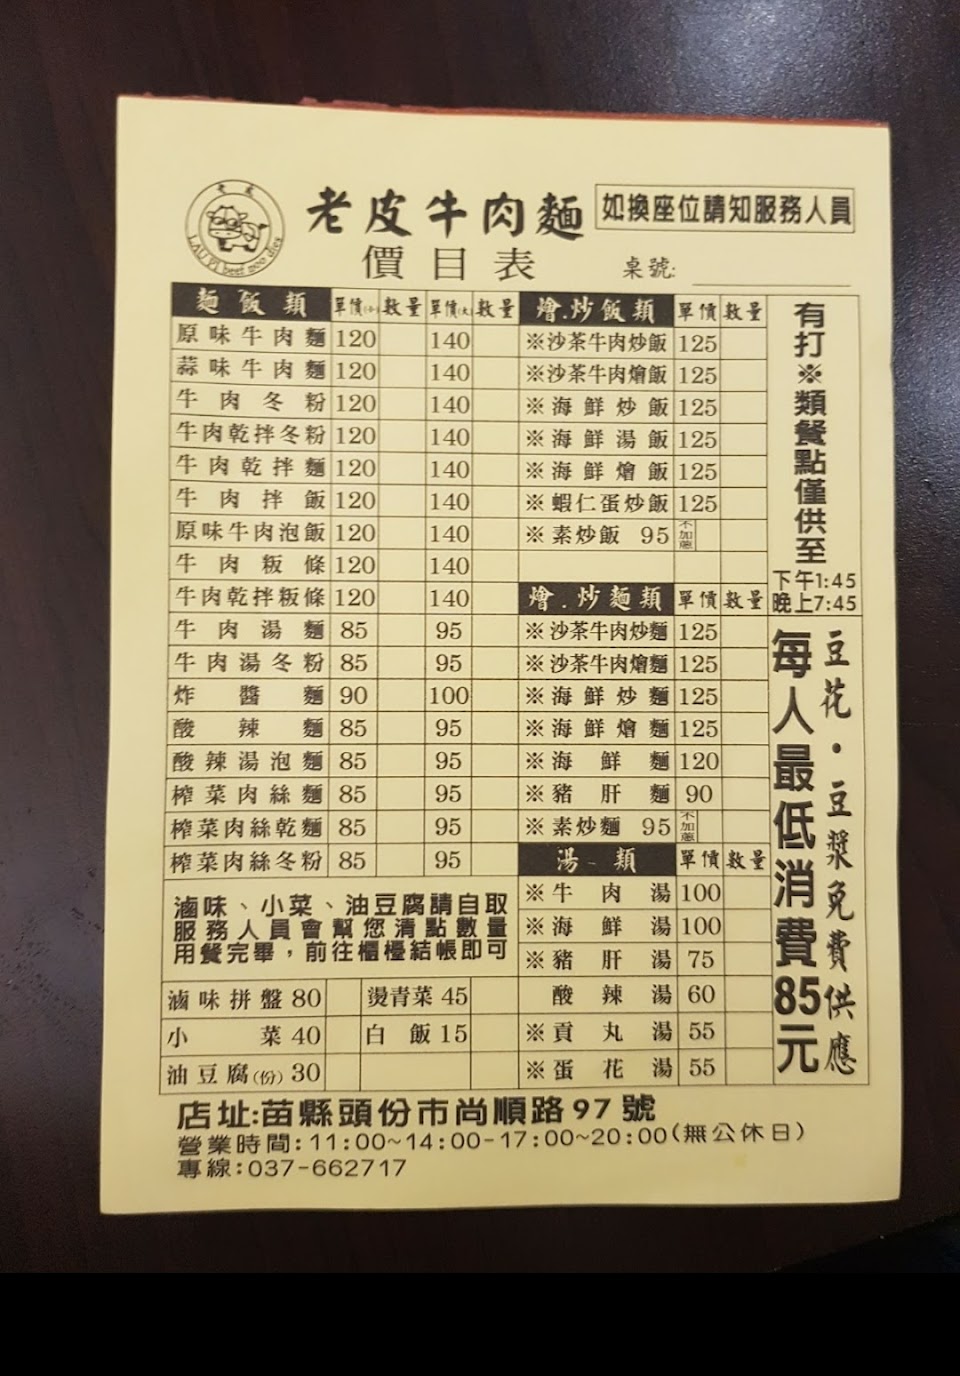 老皮
LAU PI beef noo dles
老皮牛肉麵
如換座位請知服務人員
價目表
桌號:
麵飯類 單價(小) 數量 單價(大) 數量
原味牛肉麵 120 140
蒜味牛肉麵 120 140
牛肉冬粉 120 140
牛肉乾拌冬粉 120 140
牛肉乾拌麵 120 140
牛肉拌飯 120 140
原味牛肉泡飯 120 140
牛肉粄條 120 140
牛肉乾拌粄條 120 140
牛肉湯麵 85 95
牛肉湯冬粉 85 95
炸醬麵 90 100
酸辣麵 85 95
酸辣湯泡麵 85 95
榨菜肉絲麵 85 95
榨菜肉絲乾麵 85 95
榨菜肉絲冬粉 85 95
滷味、小菜、油豆腐請自取
服務人員會幫您清點數量
用餐完畢，前往櫃檯結帳即可
滷味拼盤 80 燙青菜 45
小菜 40 白飯 15
油豆腐(份) 30
燴.炒飯類 單價 數量
※沙茶牛肉炒飯 125
※沙茶牛肉燴飯 125
※海鮮炒飯 125
※海鮮湯飯 125
※海鮮燴飯 125
※蝦仁蛋炒飯 125
※素炒飯 95 不加蔥
燴.炒麵類 單價 數量
※沙茶牛肉炒麵 125
※沙茶牛肉燴麵 125
※海鮮炒麵 125
※海鮮燴麵 125
※海鮮麵 120
※豬肝麵 90
※素炒麵 95 不加蔥
湯-類 單價 數量
※牛肉湯 100
※海鮮湯 100
※豬肝湯 75
酸辣湯 60
※貢丸湯 55
※蛋花湯 55
有打※類餐點僅供至
下午1:45
晚上7:45
豆花・豆漿免費供應
每人最低消費85元
店址:苗縣頭份市尚順路97號
營業時間:11:00~14:00-17:00~20:00(無公休日)
專線:037-662717